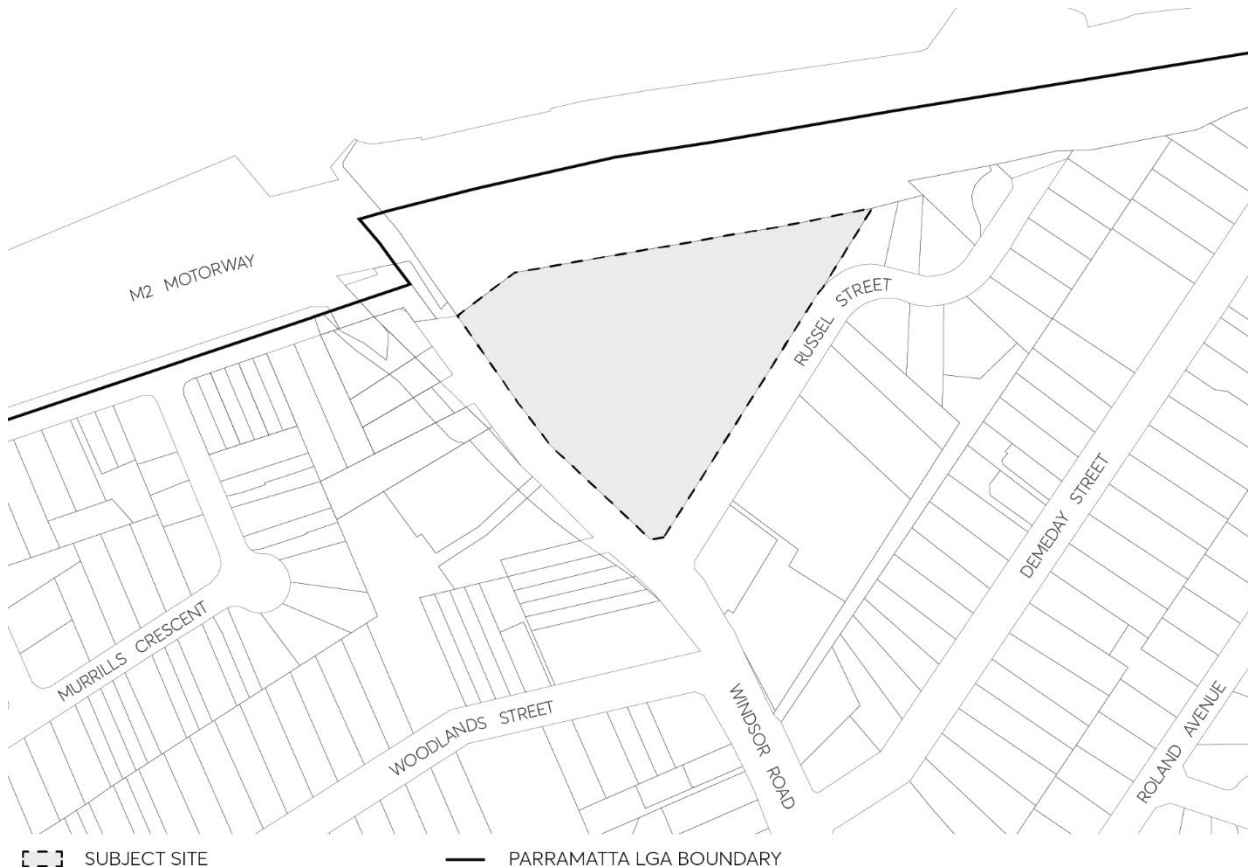 M2 MOTORWAY
RUSSEL STREET
DEMEDAY STREET
MURRILLS CRESCENT
WOODLANDS STREET
WINDSOR ROAD
ROLAND AVENUE
SUBJECT SITE
PARRAMATTA LGA BOUNDARY